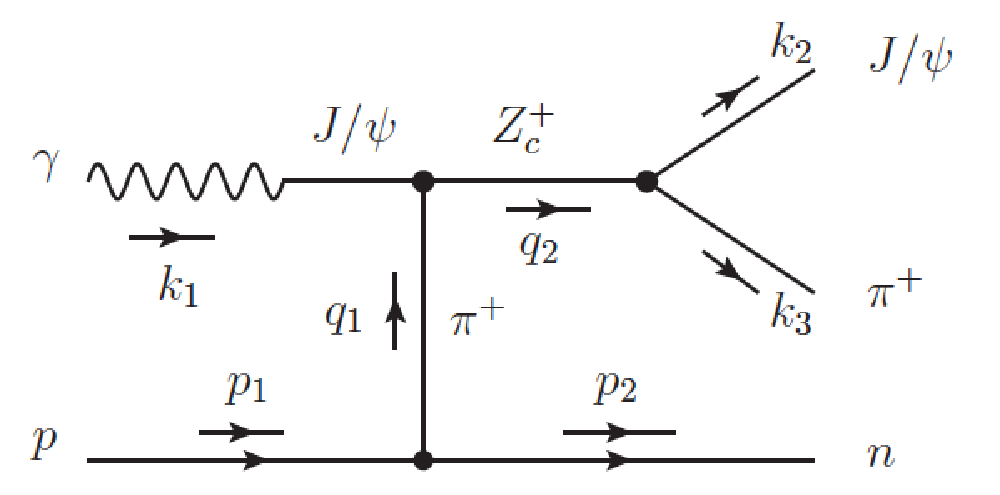 k₂
J/ψ
J/ψ
Z_c^+
γ
q₂
k₁
q₁
π⁺
k₃
π⁺
p₁
p₂
p
n